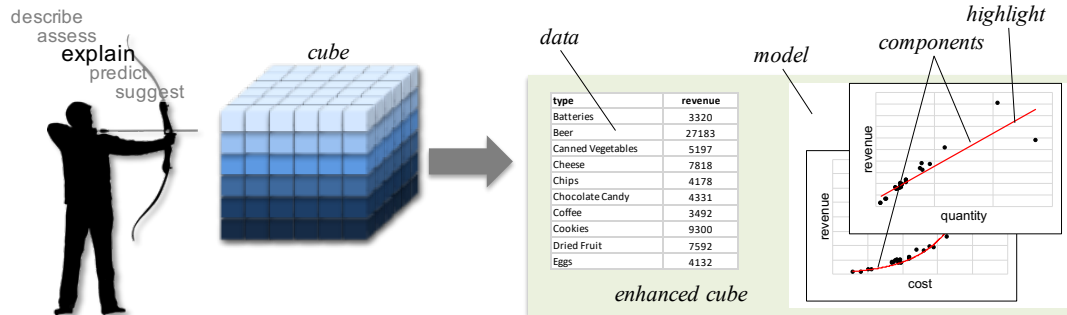 describe
assess
explain
predict
suggest
cube
data
model
components
highlight
type revenue
Batteries 3320
Beer 27183
Canned Vegetables 5197
Cheese 7818
Chips 4178
Chocolate Candy 4331
Coffee 3492
Cookies 9300
Dried Fruit 7592
Eggs 4132
enhanced cube
revenue
quantity
revenue
cost